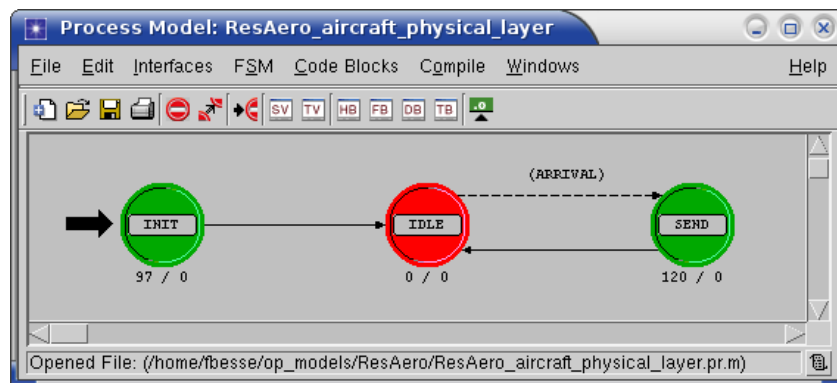 Process Model: ResAero_aircraft_physical_layer
File Edit Interfaces FSM Code Blocks Compile Windows Help
SV TV HB FB DB TB .0
(ARRIVAL)
INIT IDLE SEND
97 / 0 0 / 0 120 / 0
Opened File: (/home/fbesse/op_models/ResAero/ResAero_aircraft_physical_layer.pr.m)